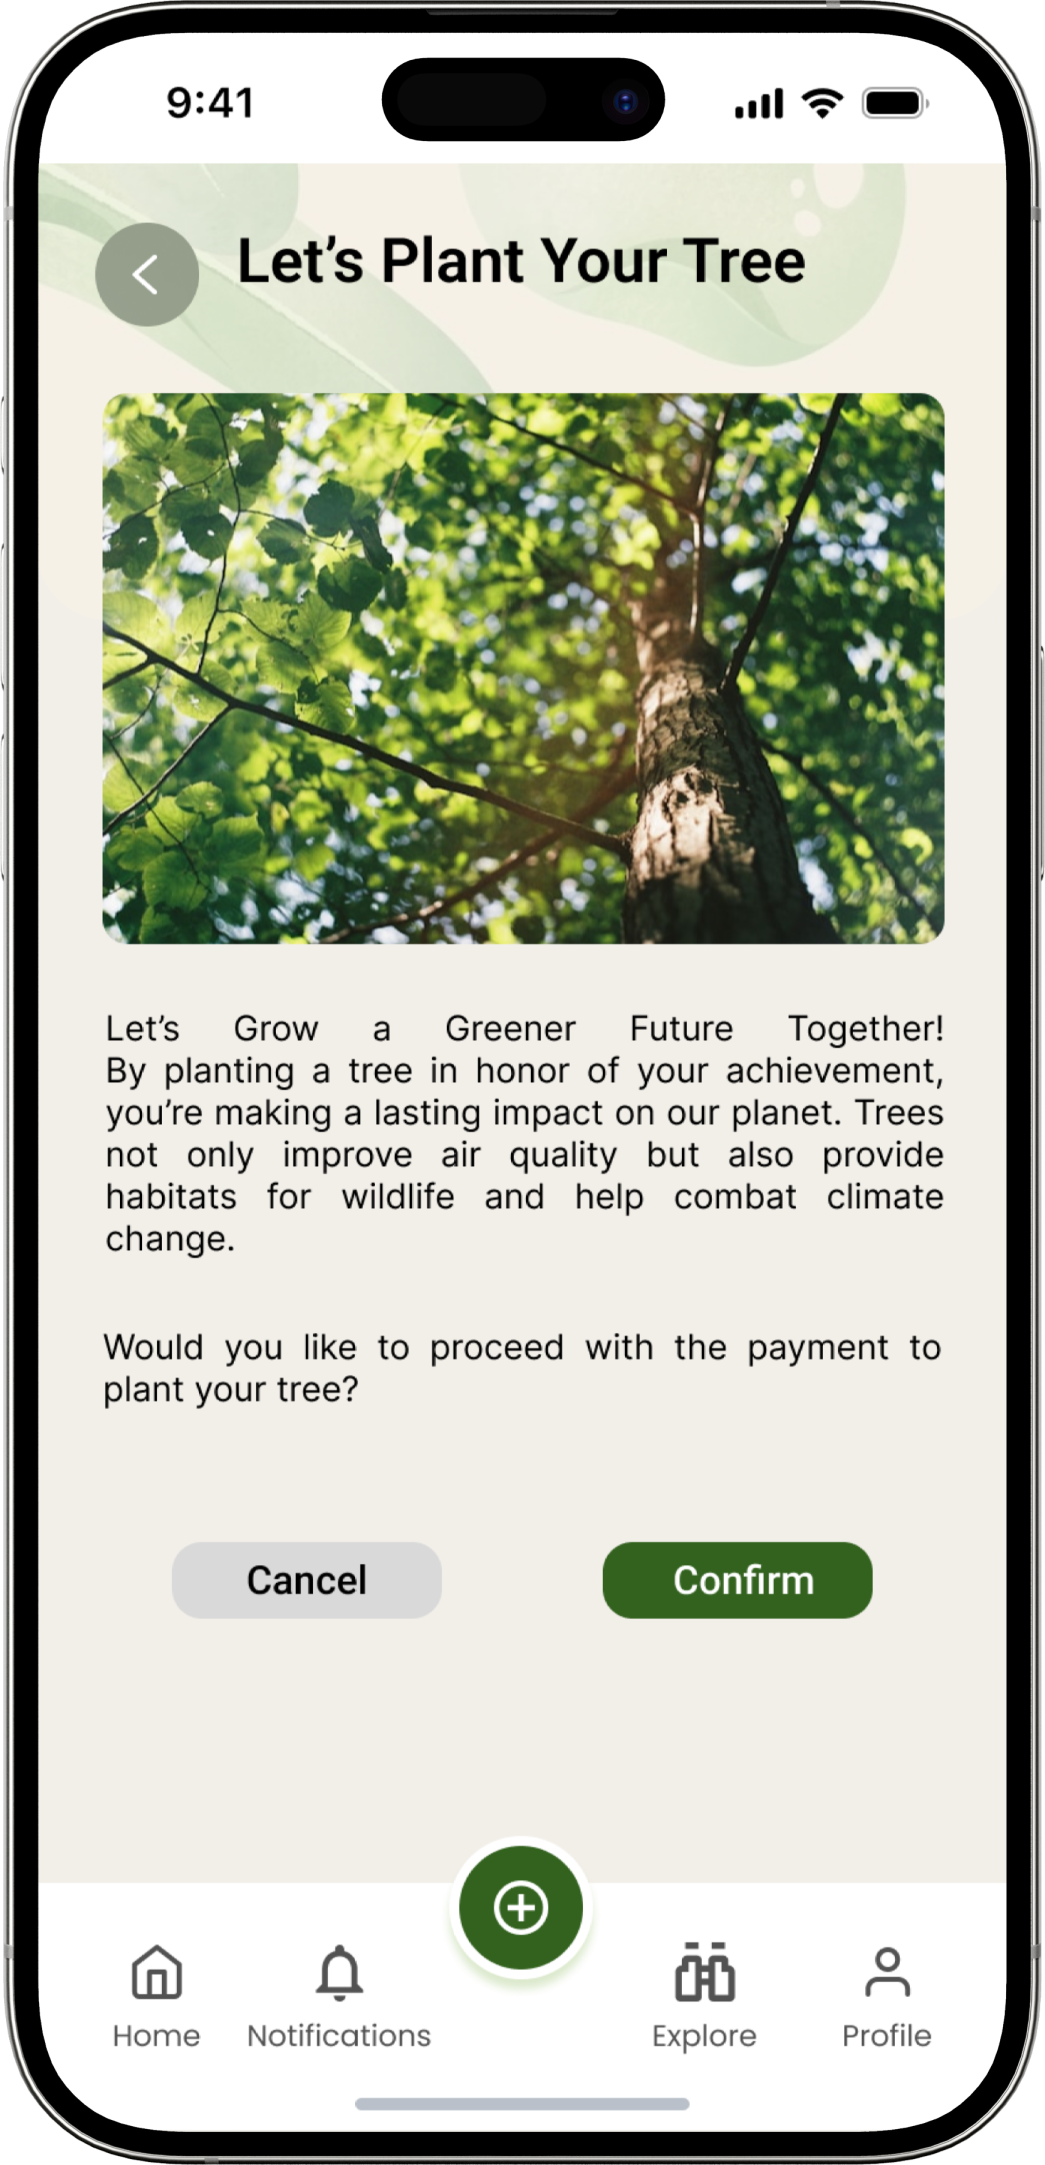 9:41
Let’s Plant Your Tree
Let’s Grow a Greener Future Together!
By planting a tree in honor of your achievement,
you’re making a lasting impact on our planet. Trees
not only improve air quality but also provide
habitats for wildlife and help combat climate
change.
Would you like to proceed with the payment to
plant your tree?
Cancel Confirm
Home Notifications Explore Profile